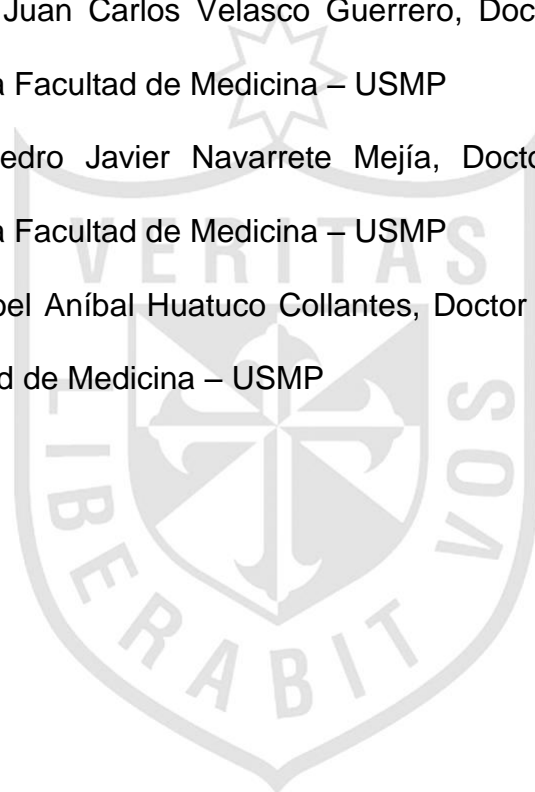 Juan Carlos Velasco Guerrero, Doc
a Facultad de Medicina – USMP
edro Javier Navarrete Mejía, Docto
a Facultad de Medicina – USMP
oel Aníbal Huatuco Collantes, Doctor
d de Medicina – USMP
VERITAS
LIBERABIT
VOS